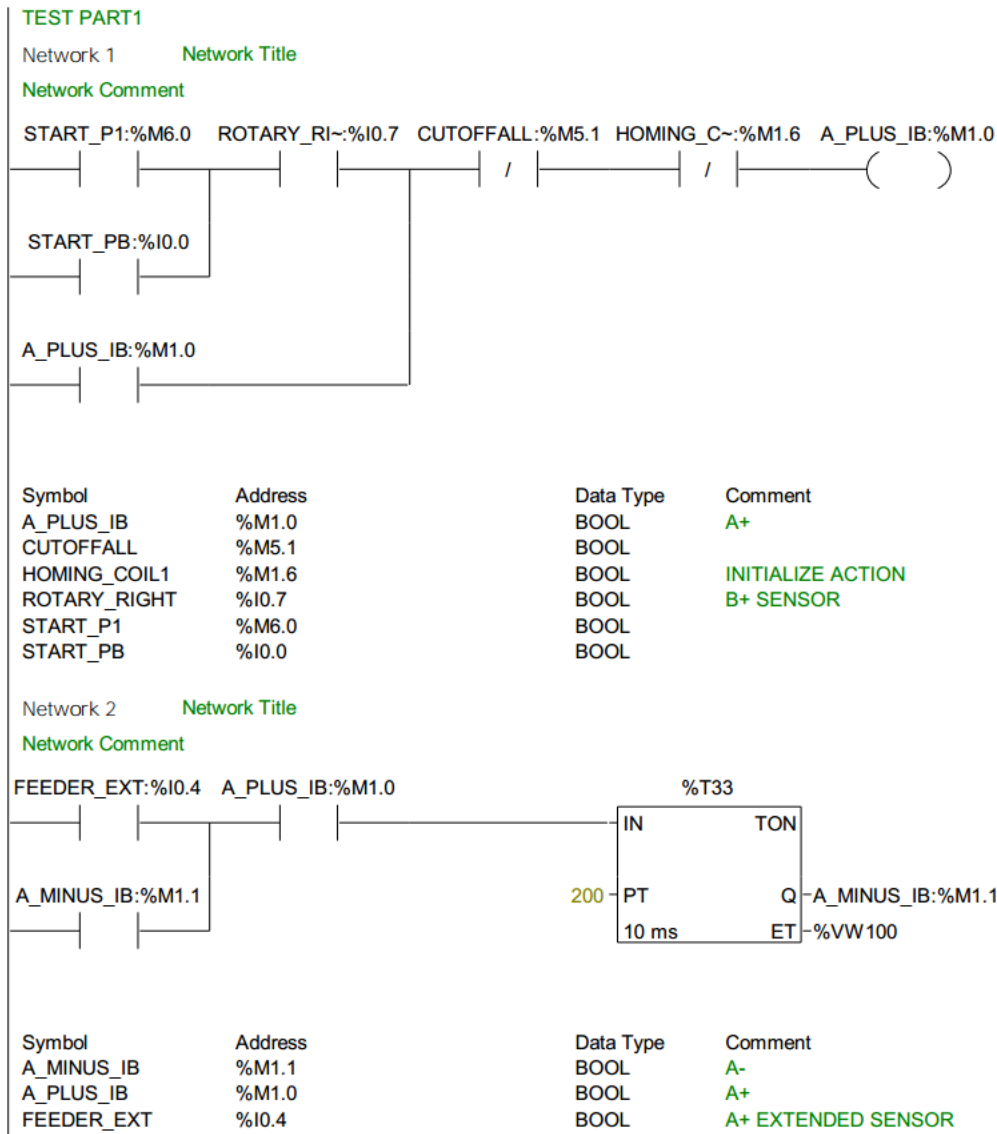 TEST PART1
Network 1 Network Title
Network Comment
START_P1:%M6.0 ROTARY_RI~:%I0.7 CUTOFFALL:%M5.1 HOMING_C~:%M1.6 A_PLUS_IB:%M1.0
/ /
START_PB:%I0.0
A_PLUS_IB:%M1.0
Symbol Address Data Type Comment
A_PLUS_IB %M1.0 BOOL A+
CUTOFFALL %M5.1 BOOL
HOMING_COIL1 %M1.6 BOOL INITIALIZE ACTION
ROTARY_RIGHT %I0.7 BOOL B+ SENSOR
START_P1 %M6.0 BOOL
START_PB %I0.0 BOOL
Network 2 Network Title
Network Comment
FEEDER_EXT:%I0.4 A_PLUS_IB:%M1.0 %T33
IN TON
A_MINUS_IB:%M1.1 200 PT Q A_MINUS_IB:%M1.1
10 ms ET %VW100
Symbol Address Data Type Comment
A_MINUS_IB %M1.1 BOOL A-
A_PLUS_IB %M1.0 BOOL A+
FEEDER_EXT %I0.4 BOOL A+ EXTENDED SENSOR